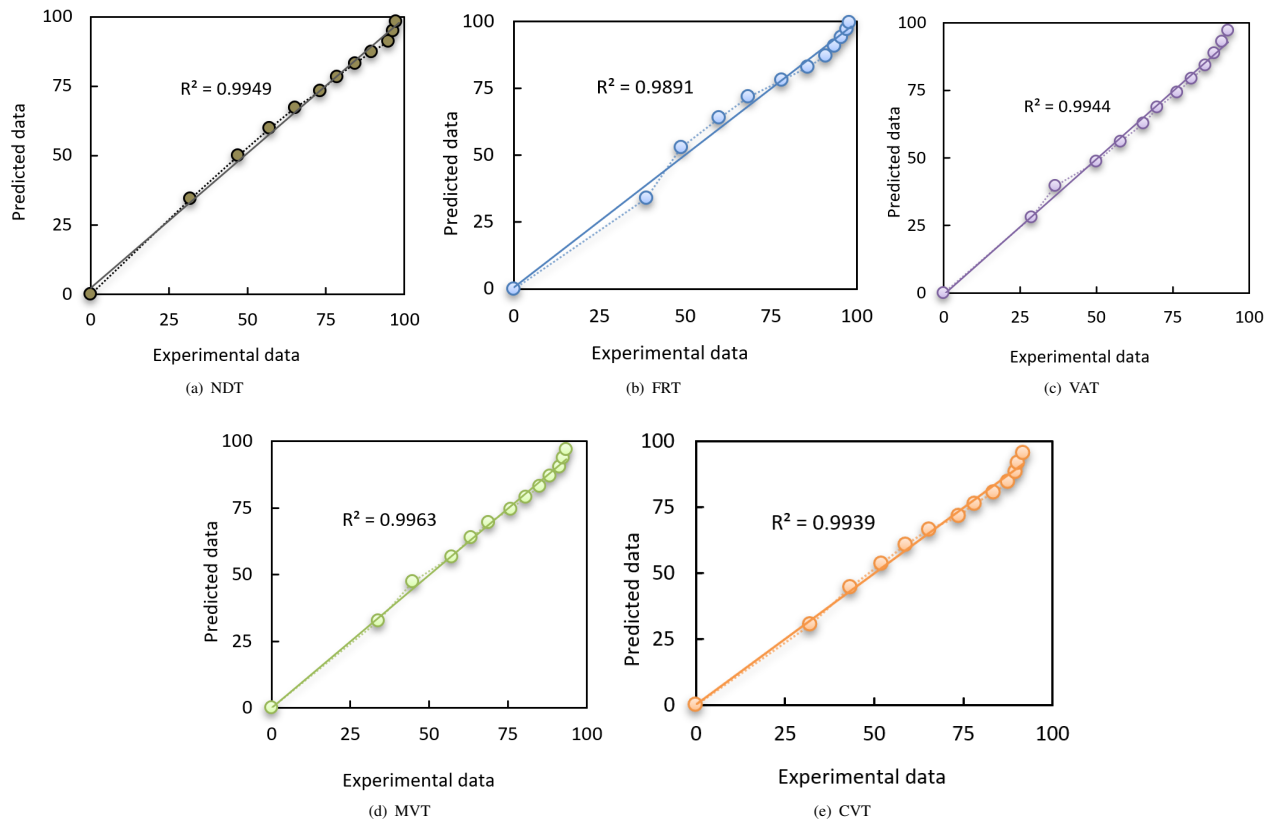 100
75
50
25
0
0 25 50 75 100
Predicted data
R² = 0.9949
Experimental data
(a) NDT
100
75
50
25
0
0 25 50 75 100
Predicted data
R² = 0.9891
Experimental data
(b) FRT
100
75
50
25
0
0 25 50 75 100
Predicted data
R² = 0.9944
Experimental data
(c) VAT
100
75
50
25
0
0 25 50 75 100
Predicted data
R² = 0.9963
Experimental data
(d) MVT
100
75
50
25
0
0 25 50 75 100
Predicted data
R² = 0.9939
Experimental data
(e) CVT